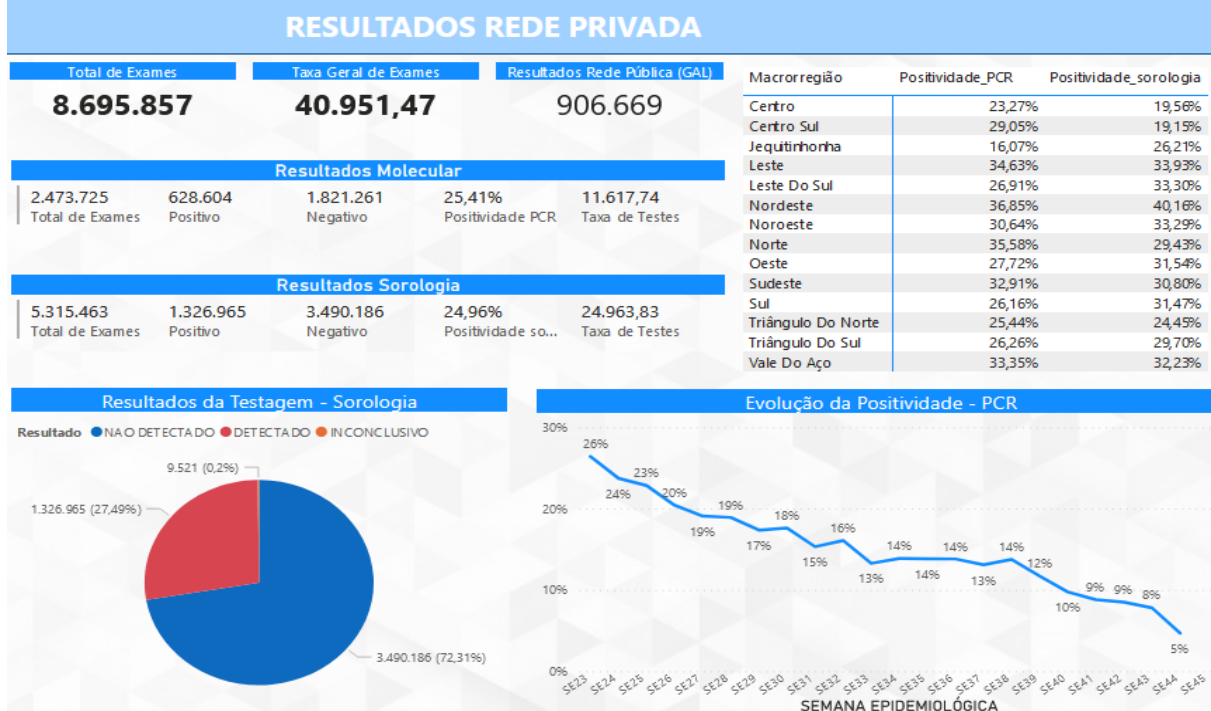 RESULTADOS REDE PRIVADA
Total de Exames
8.695.857
Taxa Geral de Exames
40.951,47
Resultados Rede Pública (GAL)
906.669
Resultados Molecular
2.473.725 628.604 1.821.261 25,41% 11.617,74
Total de Exames Positivo Negativo Positividade PCR Taxa de Testes
Resultados Sorologia
5.315.463 1.326.965 3.490.186 24,96% 24.963,83
Total de Exames Positivo Negativo Positividade so... Taxa de Testes
Macrorregião Positividade_PCR Positividade_sorologia
Centro 23,27% 19,56%
Centro Sul 29,05% 19,15%
Jequitinhonha 16,07% 26,21%
Leste 34,63% 33,93%
Leste Do Sul 26,91% 33,30%
Nordeste 36,85% 40,16%
Noroeste 30,64% 33,29%
Norte 35,58% 29,43%
Oeste 27,72% 31,54%
Sudeste 32,91% 30,80%
Sul 26,16% 31,47%
Triângulo Do Norte 25,44% 24,45%
Triângulo Do Sul 26,26% 29,70%
Vale Do Aço 33,35% 32,23%
Resultados da Testagem - Sorologia
Resultado NAO DETECTADO DETECTADO INCONCLUSIVO
9.521 (0,2%)
1.326.965 (27,49%)
3.490.186 (72,31%)
Evolução da Positividade - PCR
30%
20%
10%
0%
26% 24% 23% 20% 19% 19% 17% 18% 15% 16% 13% 14% 14% 14% 13% 14% 12% 10% 9% 9% 8% 5%
SE23 SE24 SE25 SE26 SE27 SE28 SE29 SE30 SE31 SE32 SE33 SE34 SE35 SE36 SE37 SE38 SE39 SE40 SE41 SE42 SE43 SE44 SE45
SEMANA EPIDEMIOLÓGICA